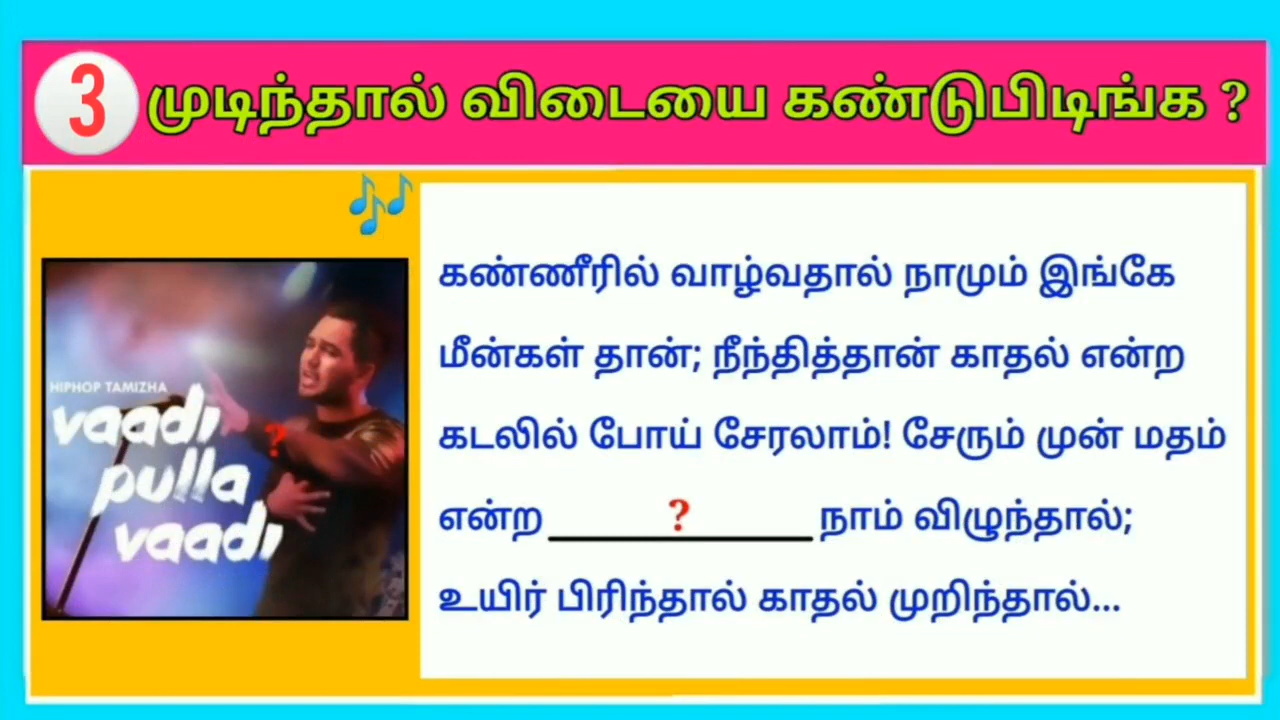 3 முடிந்தால் விடையை கண்டுபிடிங்க ?
HIPHOP TAMIZHA
vaadi
pulla
vaadi
?
கண்ணீரில் வாழ்வதால் நாமும் இங்கே
மீன்கள் தான்; நீந்தித்தான் காதல் என்ற
கடலில் போய் சேரலாம்! சேரும் முன் மதம்
என்ற ? நாம் விழுந்தால்;
உயிர் பிரிந்தால் காதல் முறிந்தால்...